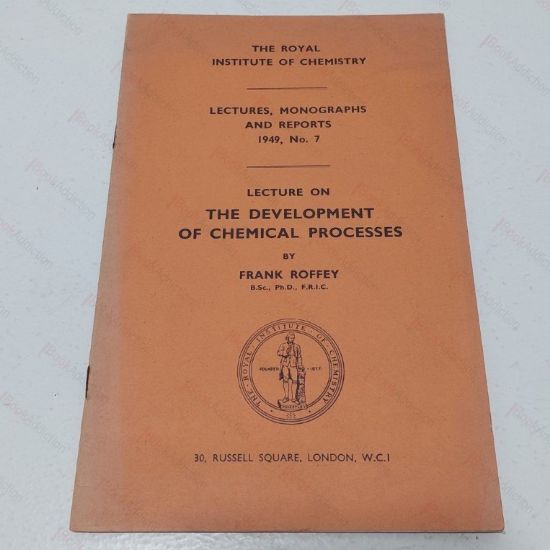 THE ROYAL
INSTITUTE OF CHEMISTRY
LECTURES, MONOGRAPHS
AND REPORTS
1949, No. 7
LECTURE ON
THE DEVELOPMENT
OF CHEMICAL PROCESSES
BY
FRANK ROFFEY
B.Sc., Ph.D., F.R.I.C.
THE ROYAL INSTITUTE OF CHEMISTRY
FOUNDED 1877
30, RUSSELL SQUARE, LONDON, W.C.1